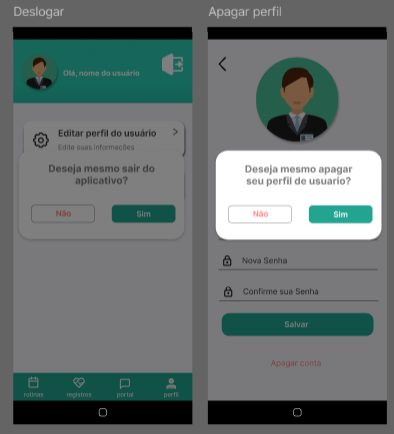 Deslogar
Olá, nome do usuário
Editar perfil do usuário
Edite suas informações
Deseja mesmo sair do
aplicativo?
Não
Sim
rotinas
registros
portal
perfil
Apagar perfil
Deseja mesmo apagar
seu perfil de usuario?
Não
Sim
Nova Senha
Confirme sua Senha
Salvar
Apagar conta